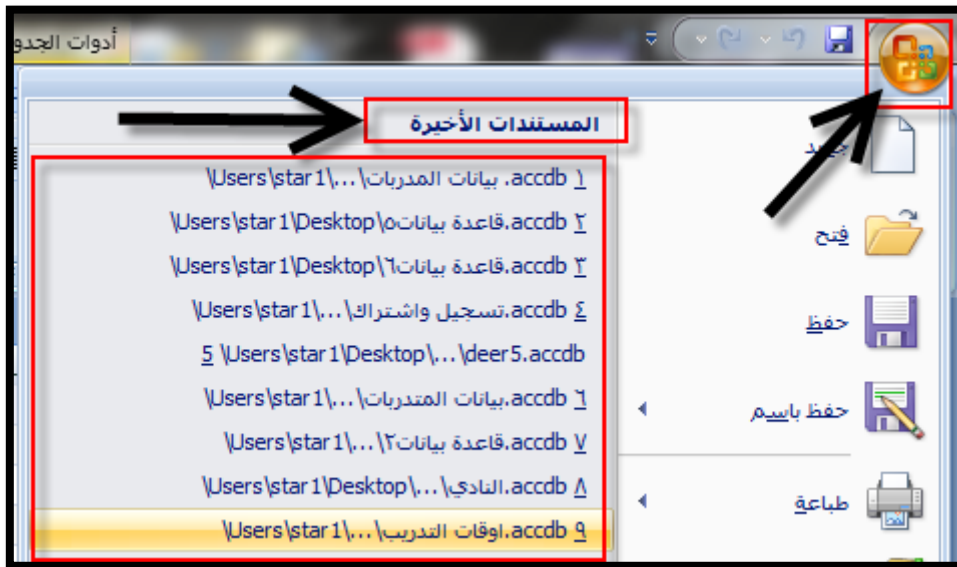 أدوات الجدو
المستندات الأخيرة
جديد
١ \Users\star1\...\بيانات المدربات .accdb
٢ \Users\star1\Desktop\قاعدة بيانات٥.accdb
فتح
٣ \Users\star1\Desktop\قاعدة بيانات٦.accdb
٤ \Users\star1\...\تسجيل واشتراك.accdb
حفظ
5 \Users\star1\Desktop\...\deer5.accdb
٦ \Users\star1\...\بيانات المتدربات.accdb
حفظ باسم
٧ \Users\star1\...\قاعدة بيانات٢.accdb
٨ \Users\star1\Desktop\...\النادي.accdb
طباعة
٩ \Users\star1\...\اوقات التدريب.accdb